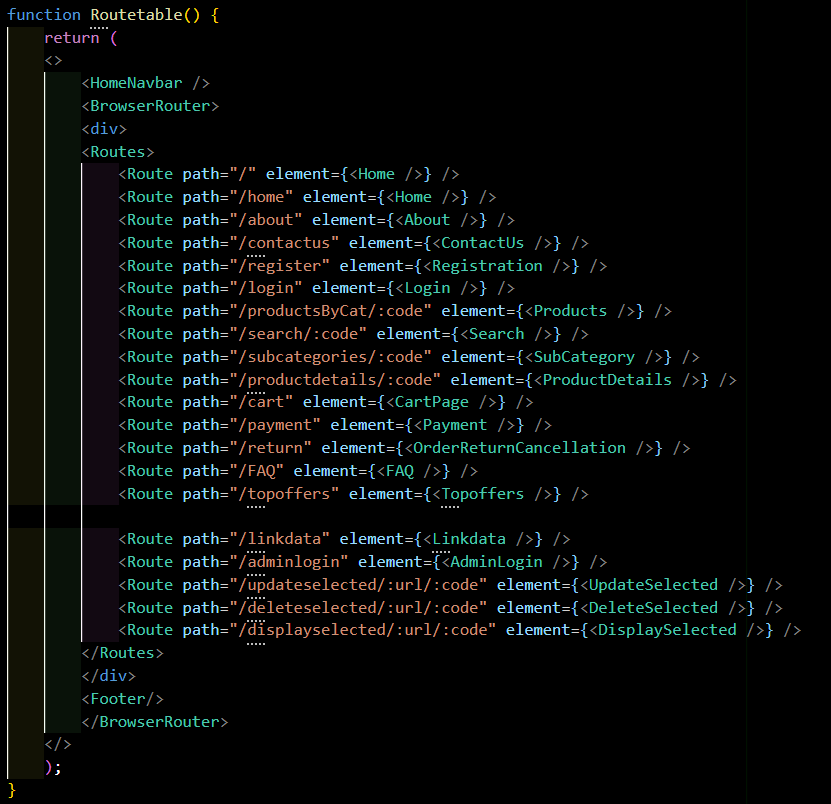 function Routetable() {
return (
<>
<HomeNavbar />
<BrowserRouter>
<div>
<Routes>
<Route path="/" element={<Home />} />
<Route path="/home" element={<Home />} />
<Route path="/about" element={<About />} />
<Route path="/contactus" element={<ContactUs />} />
<Route path="/register" element={<Registration />} />
<Route path="/login" element={<Login />} />
<Route path="/productsByCat/:code" element={<Products />} />
<Route path="/search/:code" element={<Search />} />
<Route path="/subcategories/:code" element={<SubCategory />} />
<Route path="/productdetails/:code" element={<ProductDetails />} />
<Route path="/cart" element={<CartPage />} />
<Route path="/payment" element={<Payment />} />
<Route path="/return" element={<OrderReturnCancellation />} />
<Route path="/FAQ" element={<FAQ />} />
<Route path="/topoffers" element={<Topoffers />} />
<Route path="/linkdata" element={<Linkdata />} />
<Route path="/adminlogin" element={<AdminLogin />} />
<Route path="/updateselected/:url/:code" element={<UpdateSelected />} />
<Route path="/deleteselected/:url/:code" element={<DeleteSelected />} />
<Route path="/displayselected/:url/:code" element={<DisplaySelected />} />
</Routes>
</div>
<Footer/>
</BrowserRouter>
</>
);
}